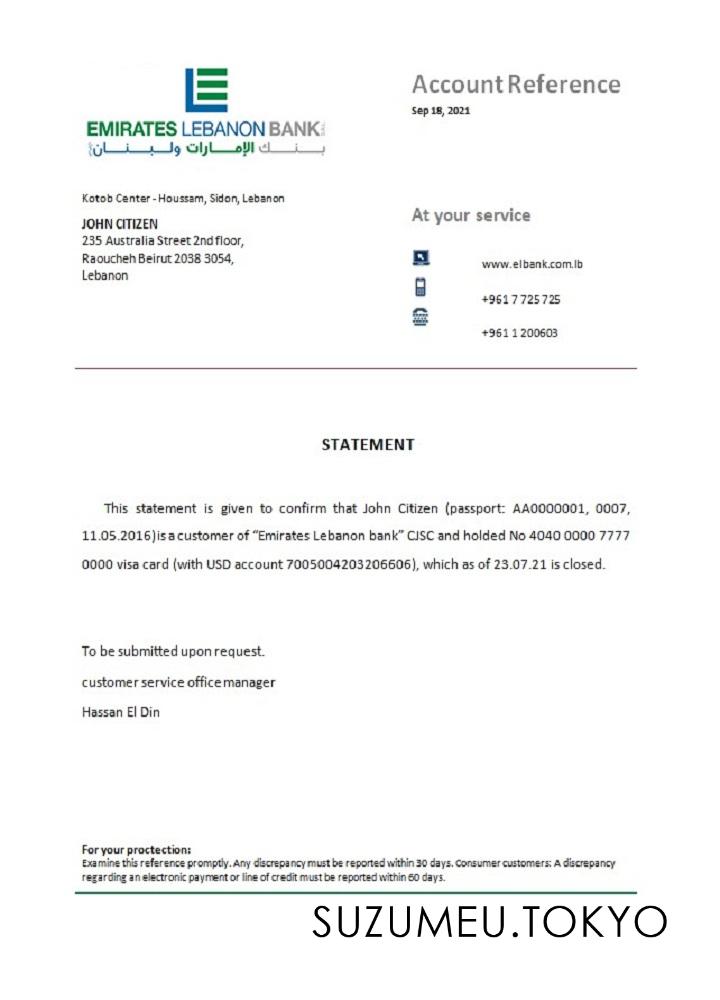 EMIRATES LEBANON BANK
بنك الإمارات ولبنان
Account Reference
Sep 18, 2021
Kotob Center - Houssam, Sidon, Lebanon
JOHN CITIZEN
235 Australia Street 2nd floor,
Raoucheh Beirut 2038 3054,
Lebanon
At your service
www.elbank.com.lb
+961 7 725 725
+961 1 200603
STATEMENT
This statement is given to confirm that John Citizen (passport: AA0000001, 0007,
11.05.2016) is a customer of “Emirates Lebanon bank” CJSC and holded No 4040 0000 7777
0000 visa card (with USD account 7005004203206606), which as of 23.07.21 is closed.
To be submitted upon request.
customer service office manager
Hassan El Din
For your proctection:
Examine this reference promptly. Any discrepancy must be reported within 30 days. Consumer customers: A discrepancy
regarding an electronic payment or line of credit must be reported within 60 days.
SUZUMEU.TOKYO